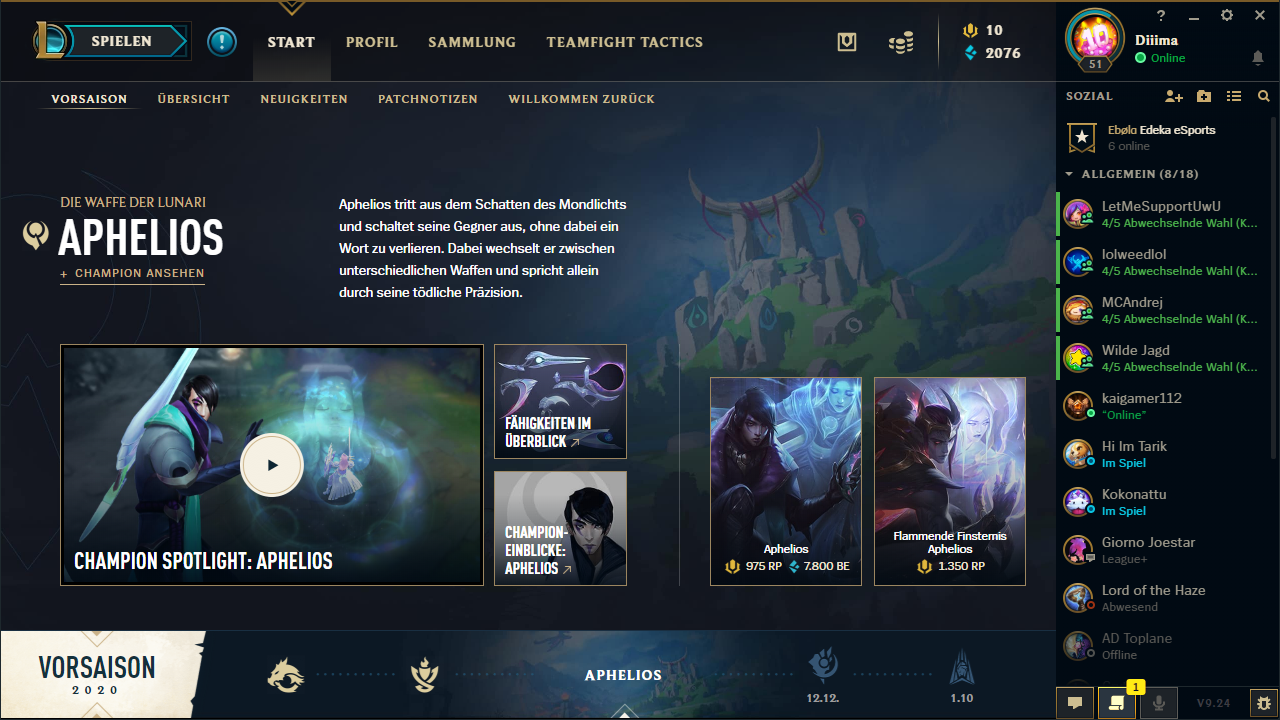 SPIELEN
START
PROFIL
SAMMLUNG
TEAMFIGHT TACTICS
10
2076
?
51
Diiima
Online
VORSAISON
ÜBERSICHT
NEUIGKEITEN
PATCHNOTIZEN
WILLKOMMEN ZURÜCK
SOZIAL
Ebøla Edeka eSports
6 online
ALLGEMEIN (8/18)
LetMeSupportUwU
4/5 Abwechselnde Wahl (K...
lolweedlol
4/5 Abwechselnde Wahl (K...
MCAndrej
4/5 Abwechselnde Wahl (K...
Wilde Jagd
4/5 Abwechselnde Wahl (K...
kaigamer112
"Online"
Hi Im Tarik
Im Spiel
Kokonattu
Im Spiel
Giorno Joestar
League+
Lord of the Haze
Abwesend
AD Toplane
Offline
DIE WAFFE DER LUNARI
APHELIOS
+ CHAMPION ANSEHEN
Aphelios tritt aus dem Schatten des Mondlichts
und schaltet seine Gegner aus, ohne dabei ein
Wort zu verlieren. Dabei wechselt er zwischen
unterschiedlichen Waffen und spricht allein
durch seine tödliche Präzision.
CHAMPION SPOTLIGHT: APHELIOS
FÄHIGKEITEN IM
ÜBERBLICK
CHAMPION-
EINBLICKE:
APHELIOS
Aphelios
975 RP 7.800 BE
Flammende Finsternis
Aphelios
1.350 RP
VORSAISON
2020
APHELIOS
12.12.
1.10
1
V9.24